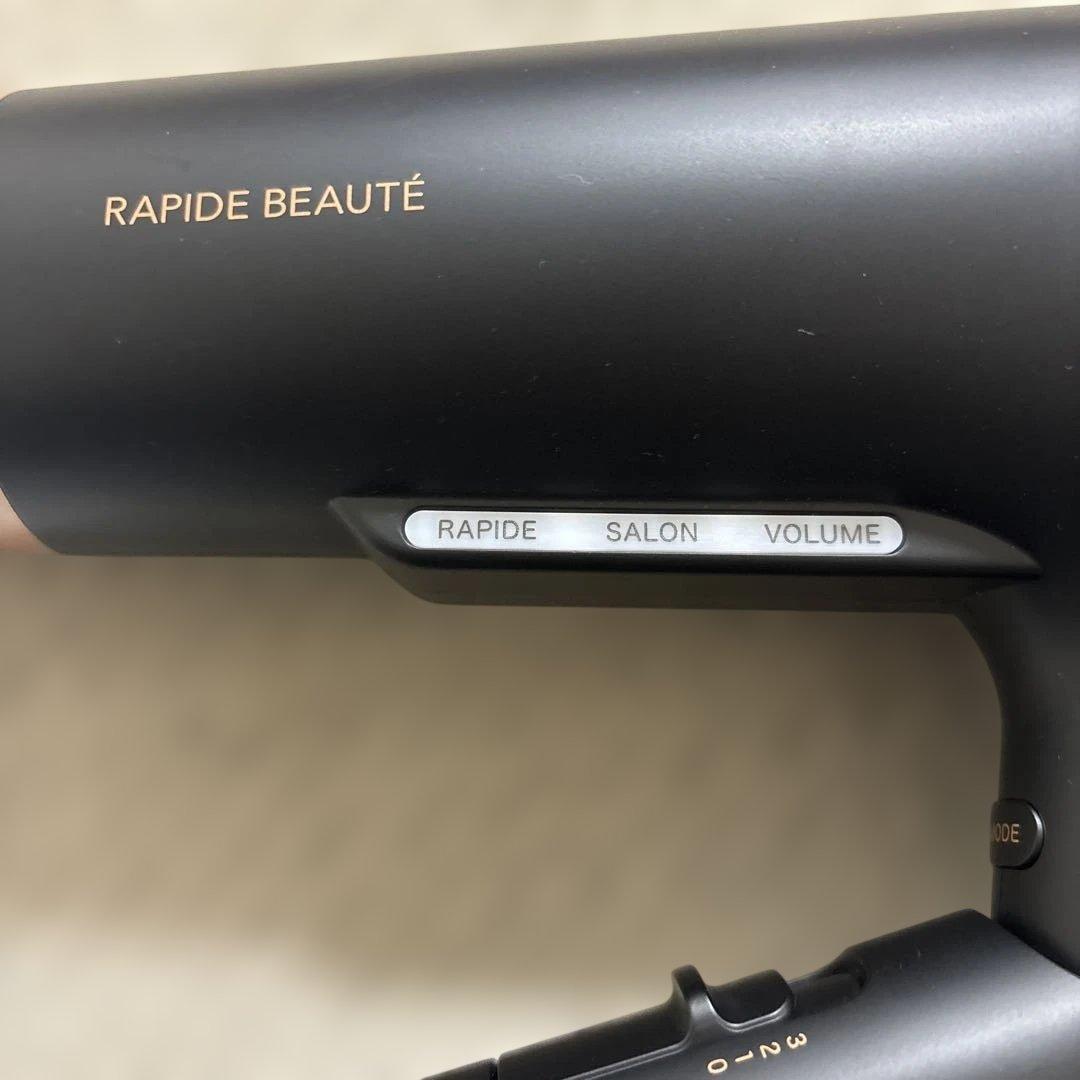 RAPIDE BEAUTÉ
RAPIDE SALON VOLUME
3 2 1 0